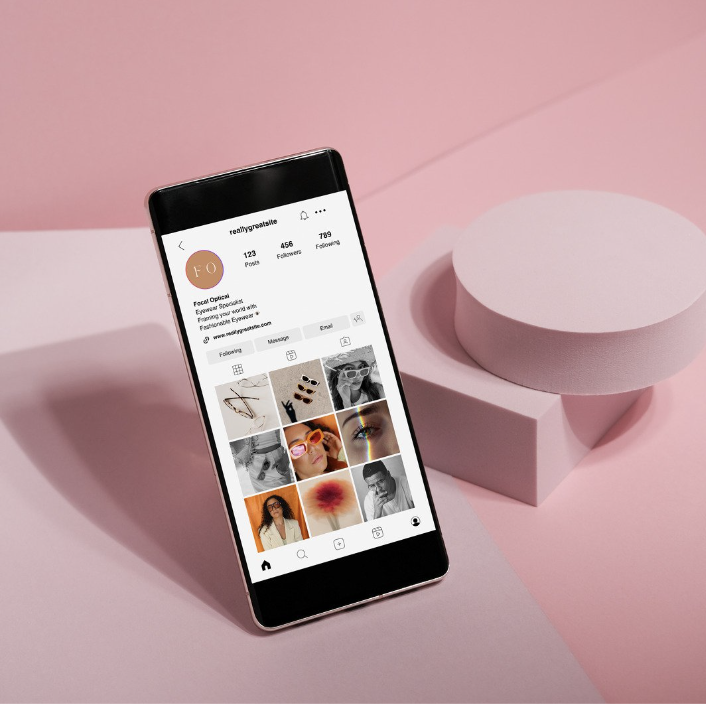 reallygreatsite
FO
123
Posts
456
Followers
789
Following
Focal Optical
Eyewear Specialist
Framing your world with
Fashionable Eyewear ☀
www.reallygreatsite.com
Following
Message
Email